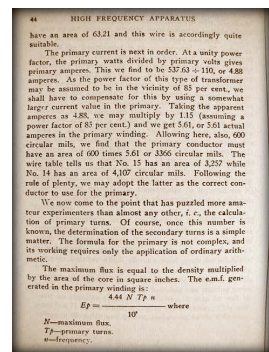 44 HIGH FREQUENCY APPARATUS
have an area of 63.21 and this wire is accordingly quite
suitable.
The primary current is next in order. At a unity power
factor, the primary watts divided by primary volts gives
primary amperes. This we find to be 537.63 ÷ 110, or 4.88
amperes. As the power factor of this type of transformer
may be assumed to be in the vicinity of 85 per cent., we
shall have to compensate for this by using a somewhat
larger current value in the primary. Taking the apparent
amperes as 4.88, we may multiply by 1.15 (assuming a
power factor of 85 per cent.) and we get 5.61, or 5.61 actual
amperes in the primary winding. Allowing here, also, 600
circular mils, we find that the primary conductor must
have an area of 600 times 5.61 or 3366 circular mils. The
wire table tells us that No. 15 has an area of 3,257 while
No. 14 has an area of 4,107 circular mils. Following the
rule of plenty, we may adopt the latter as the correct con-
ductor to use for the primary.
We now come to the point that has puzzled more ama-
teur experimenters than almost any other, i. e., the calcula-
tion of primary turns. Of course, once this number is
known, the determination of the secondary turns is a simple
matter. The formula for the primary is not complex, and
its working requires only the application of ordinary arith-
metic.
The maximum flux is equal to the density multiplied
by the area of the core in square inches. The e.m.f. gen-
erated in the primary winding is:
4.44 N Tp n
Ep = where
N—maximum flux.
Tp—primary turns.
n—frequency.